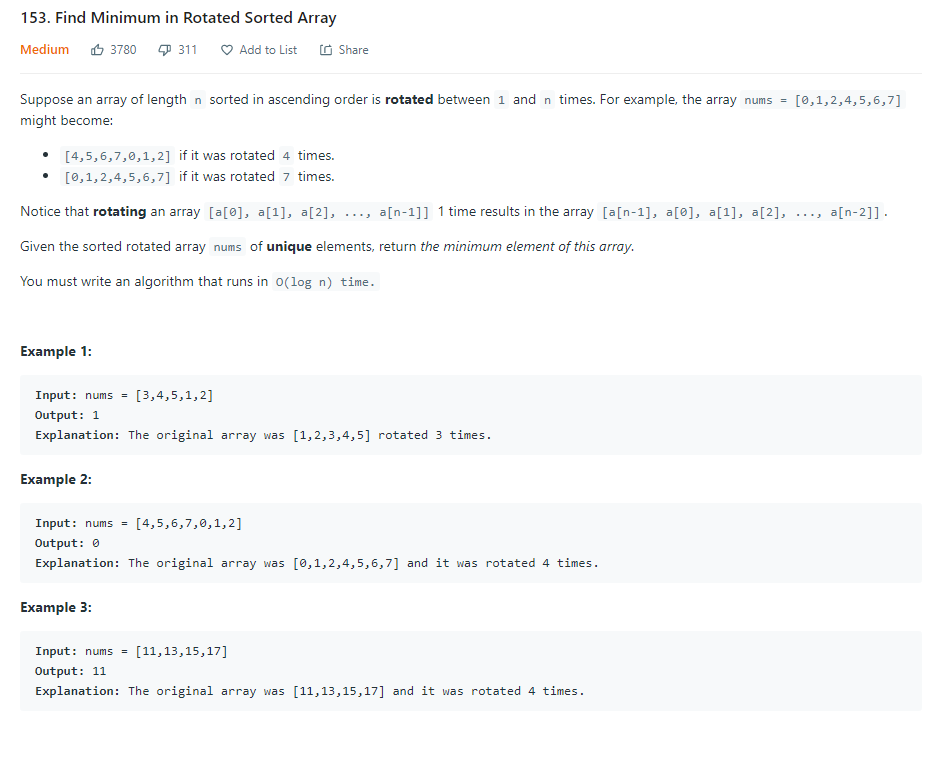 153. Find Minimum in Rotated Sorted Array
Medium 3780 311 Add to List Share
Suppose an array of length n sorted in ascending order is rotated between 1 and n times. For example, the array nums = [0,1,2,4,5,6,7]
might become:
• [4,5,6,7,0,1,2] if it was rotated 4 times.
• [0,1,2,4,5,6,7] if it was rotated 7 times.
Notice that rotating an array [a[0], a[1], a[2], ..., a[n-1]] 1 time results in the array [a[n-1], a[0], a[1], a[2], ..., a[n-2]].
Given the sorted rotated array nums of unique elements, return the minimum element of this array.
You must write an algorithm that runs in O(log n) time.
Example 1:
Input: nums = [3,4,5,1,2]
Output: 1
Explanation: The original array was [1,2,3,4,5] rotated 3 times.
Example 2:
Input: nums = [4,5,6,7,0,1,2]
Output: 0
Explanation: The original array was [0,1,2,4,5,6,7] and it was rotated 4 times.
Example 3:
Input: nums = [11,13,15,17]
Output: 11
Explanation: The original array was [11,13,15,17] and it was rotated 4 times.